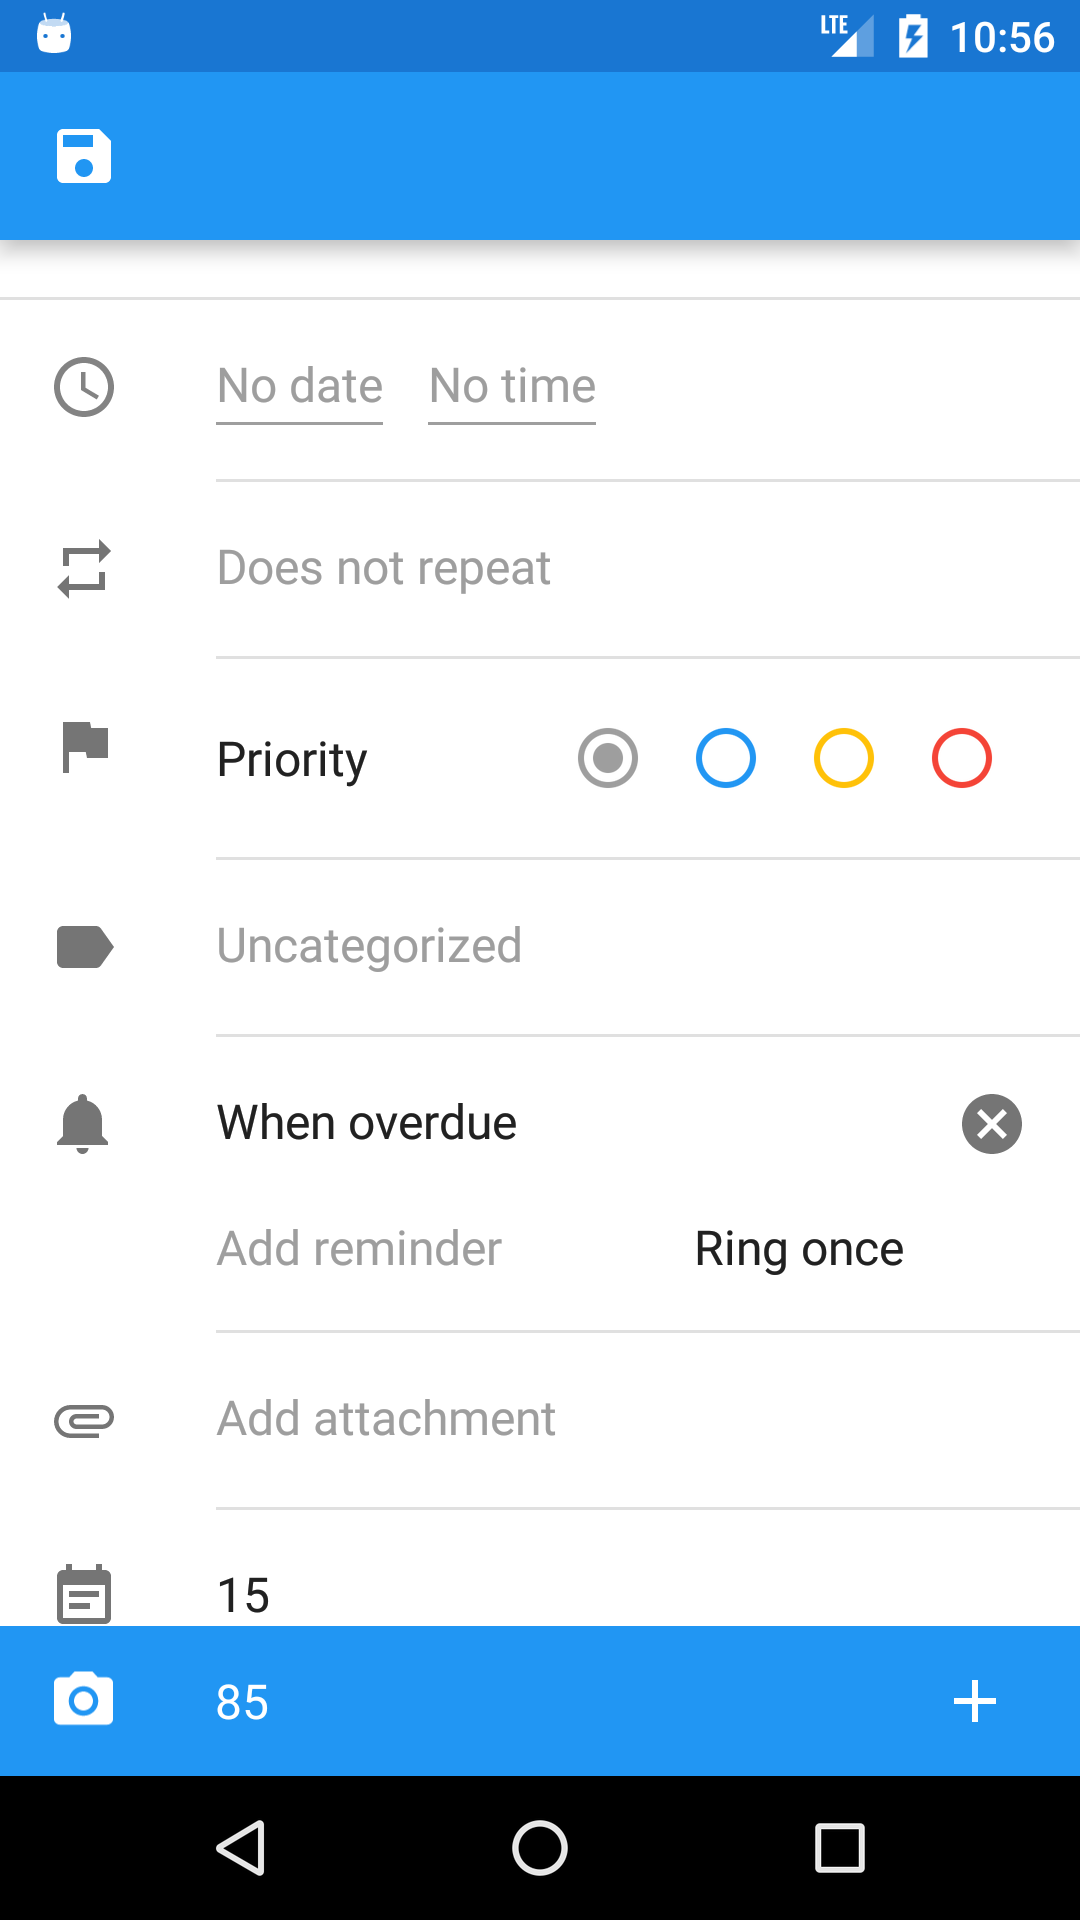 LTE 10:56
No date No time
Does not repeat
Priority
Uncategorized
When overdue
Add reminder Ring once
Add attachment
15
85